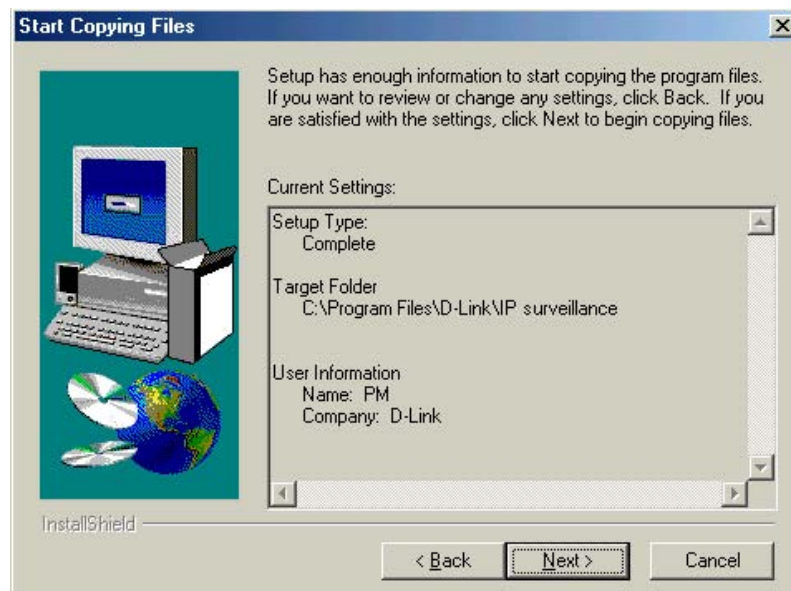 Start Copying Files
Setup has enough information to start copying the program files.
If you want to review or change any settings, click Back. If you
are satisfied with the settings, click Next to begin copying files.
Current Settings:
Setup Type:
Complete
Target Folder
C:\Program Files\D-Link\IP surveillance
User Information
Name: PM
Company: D-Link
InstallShield
< Back
Next >
Cancel